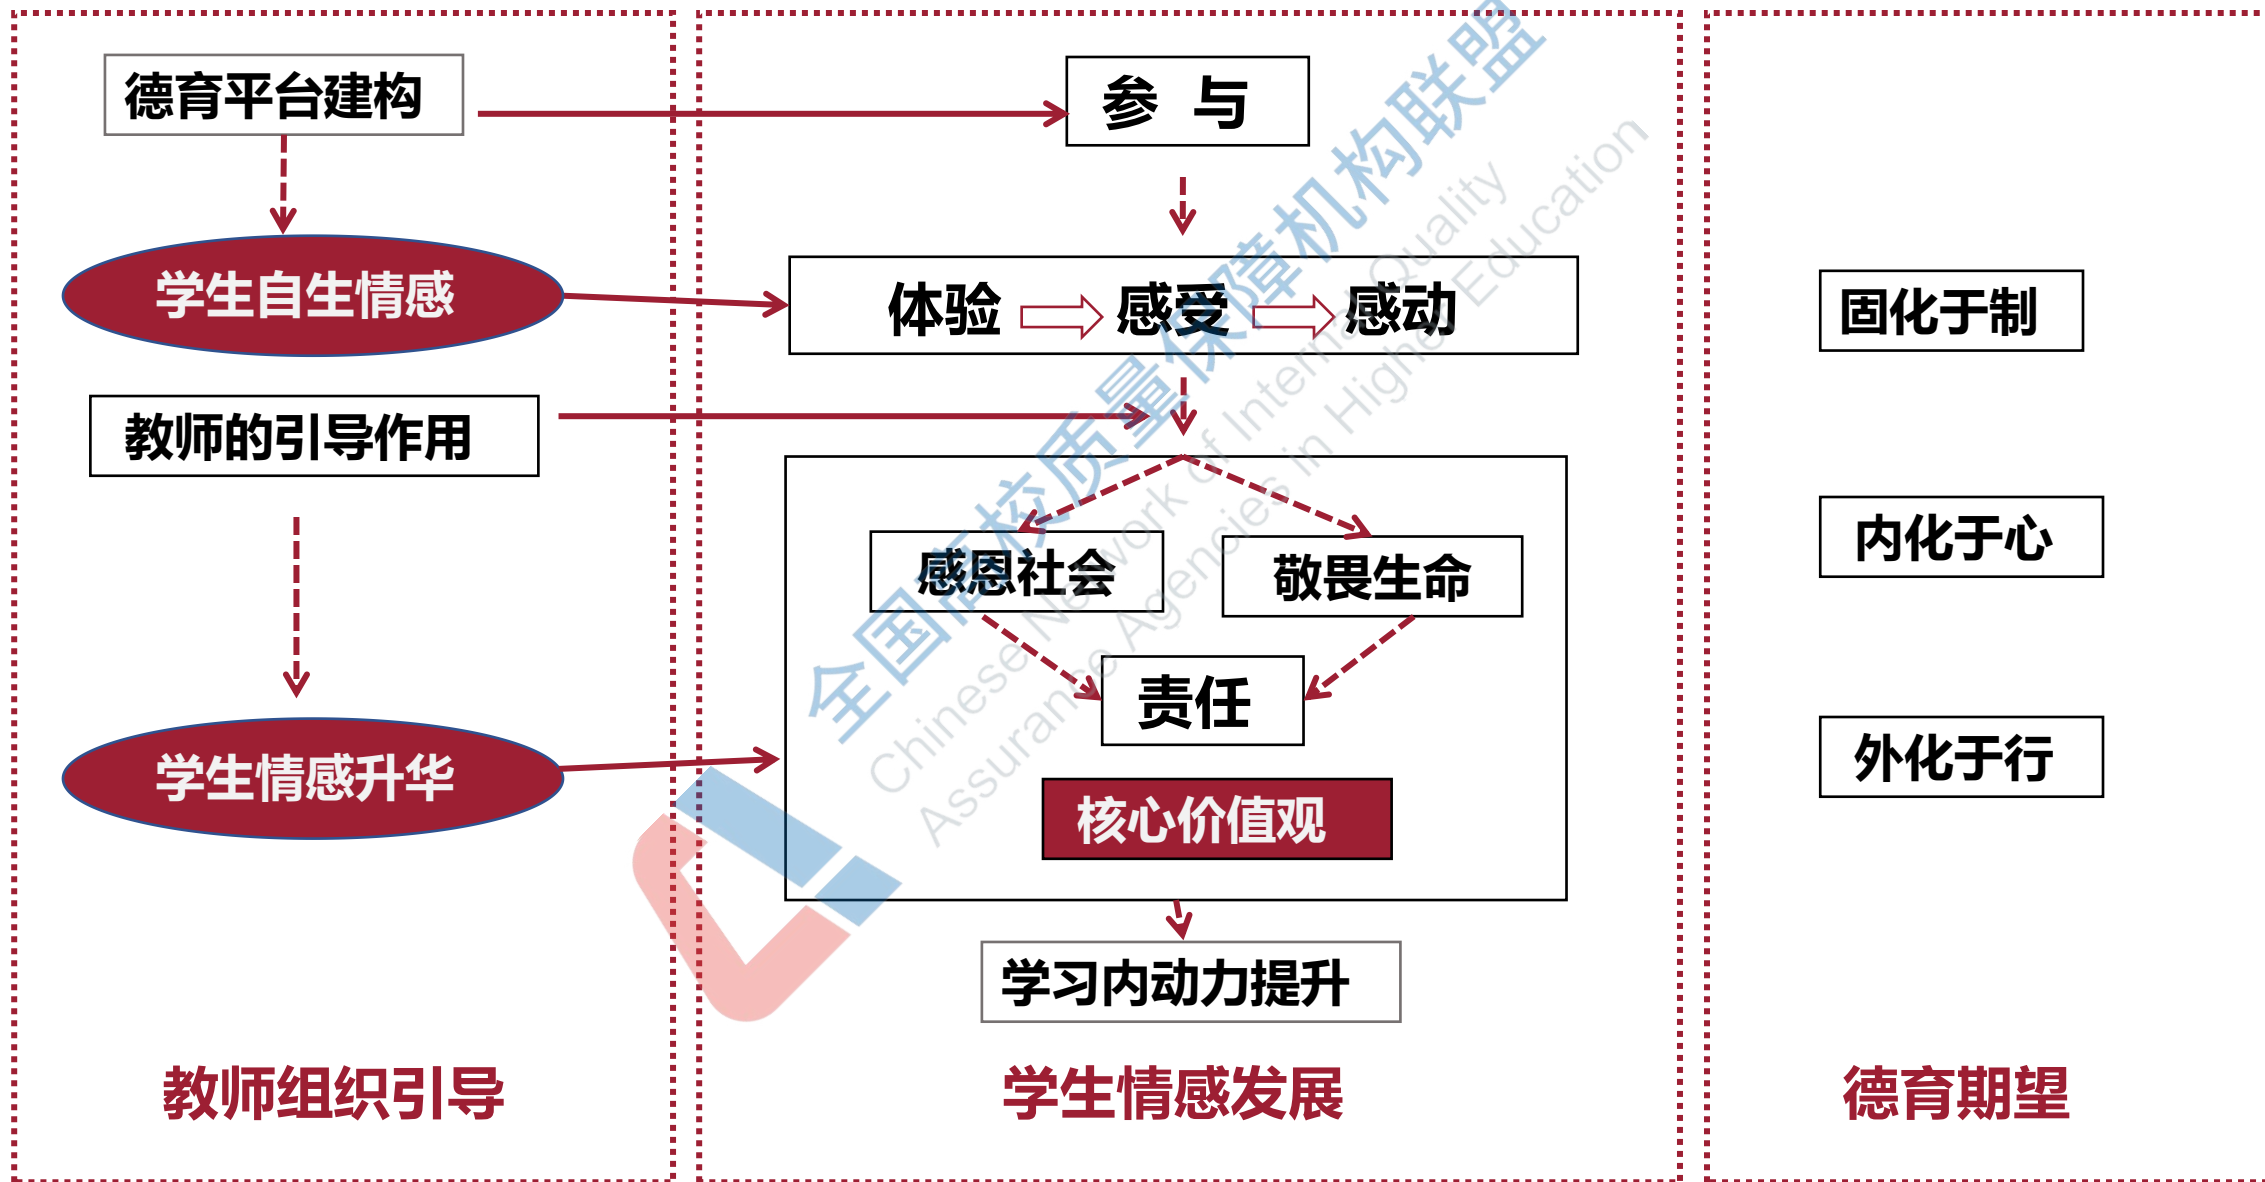 德育平台建构
学生自生情感
教师的引导作用
学生情感升华
教师组织引导
参 与
体验 感受 感动
感恩社会
敬畏生命
责任
核心价值观
学习内动力提升
学生情感发展
固化于制
内化于心
外化于行
德育期望
全国高校质量保障机构联盟
Chinese Network of Internal Quality
Assurance Agencies in Higher Education